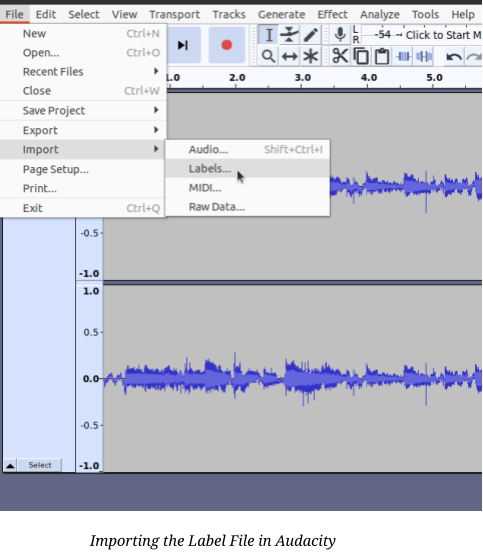 File Edit Select View Transport Tracks Generate Effect Analyze Tools Help
New Ctrl+N
Open... Ctrl+O
Recent Files
Close Ctrl+W
Save Project
Export
Import
Page Setup...
Print...
Exit Ctrl+Q
Audio... Shift+Ctrl+I
Labels...
MIDI...
Raw Data...
L
R
-54
Click to Start M
1.0 2.0 3.0 4.0 5.0
-0.5
-1.0
1.0
0.5
0.0
-0.5
-1.0
Select
Importing the Label File in Audacity